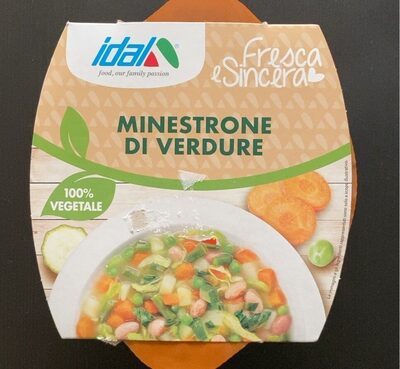 idal
food, our family passion
Fresca
e Sincera
MINESTRONE
DI VERDURE
100%
VEGETALE